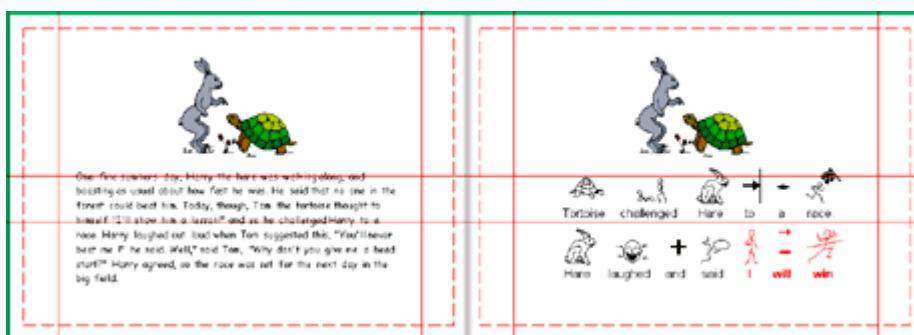 One fine summers day, Harry the hare was walking along, and
boasting as usual about how fast he was. He said that no one in the
forest could beat him. Today, though, Tom the tortoise thought to
himself "I'll show him a lesson!" and so he challenged Harry to a
race. Harry laughed out loud when Tom suggested this, "You'll never
beat me !" he said. Well," said Tom, "Why don't you give me a head
start?" Harry agreed, so the race was set for the next day in the
big field.
Tortoise challenged Hare to a race.
Hare laughed and said I will win